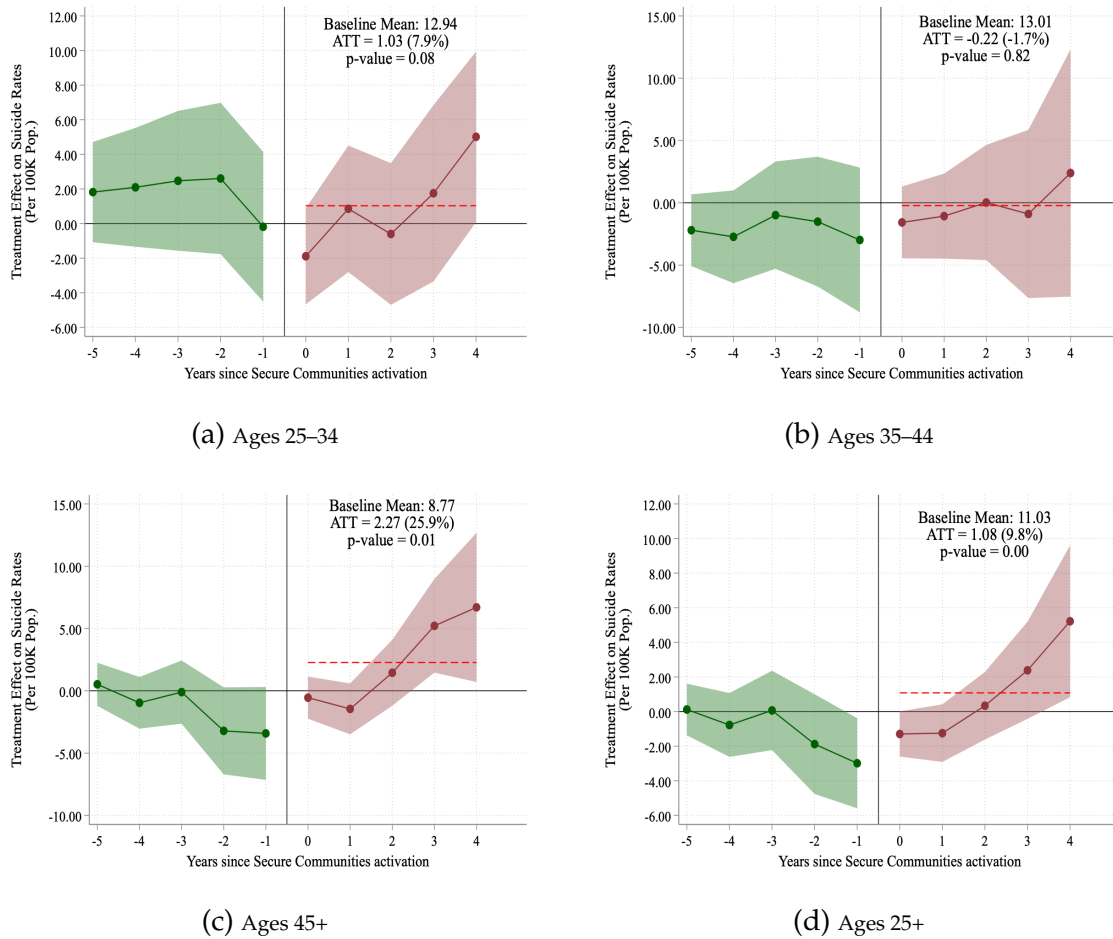 Baseline Mean: 12.94
ATT = 1.03 (7.9%)
p-value = 0.08
Treatment Effect on Suicide Rates
(Per 100K Pop.)
12.00
10.00
8.00
6.00
4.00
2.00
0.00
-2.00
-4.00
-6.00
-5 -4 -3 -2 -1 0 1 2 3 4
Years since Secure Communities activation
(a) Ages 25–34
Baseline Mean: 13.01
ATT = -0.22 (-1.7%)
p-value = 0.82
Treatment Effect on Suicide Rates
(Per 100K Pop.)
15.00
10.00
5.00
0.00
-5.00
-10.00
-5 -4 -3 -2 -1 0 1 2 3 4
Years since Secure Communities activation
(b) Ages 35–44
Baseline Mean: 8.77
ATT = 2.27 (25.9%)
p-value = 0.01
Treatment Effect on Suicide Rates
(Per 100K Pop.)
15.00
10.00
5.00
0.00
-5.00
-10.00
-5 -4 -3 -2 -1 0 1 2 3 4
Years since Secure Communities activation
(c) Ages 45+
Baseline Mean: 11.03
ATT = 1.08 (9.8%)
p-value = 0.00
Treatment Effect on Suicide Rates
(Per 100K Pop.)
12.00
10.00
8.00
6.00
4.00
2.00
0.00
-2.00
-4.00
-6.00
-5 -4 -3 -2 -1 0 1 2 3 4
Years since Secure Communities activation
(d) Ages 25+